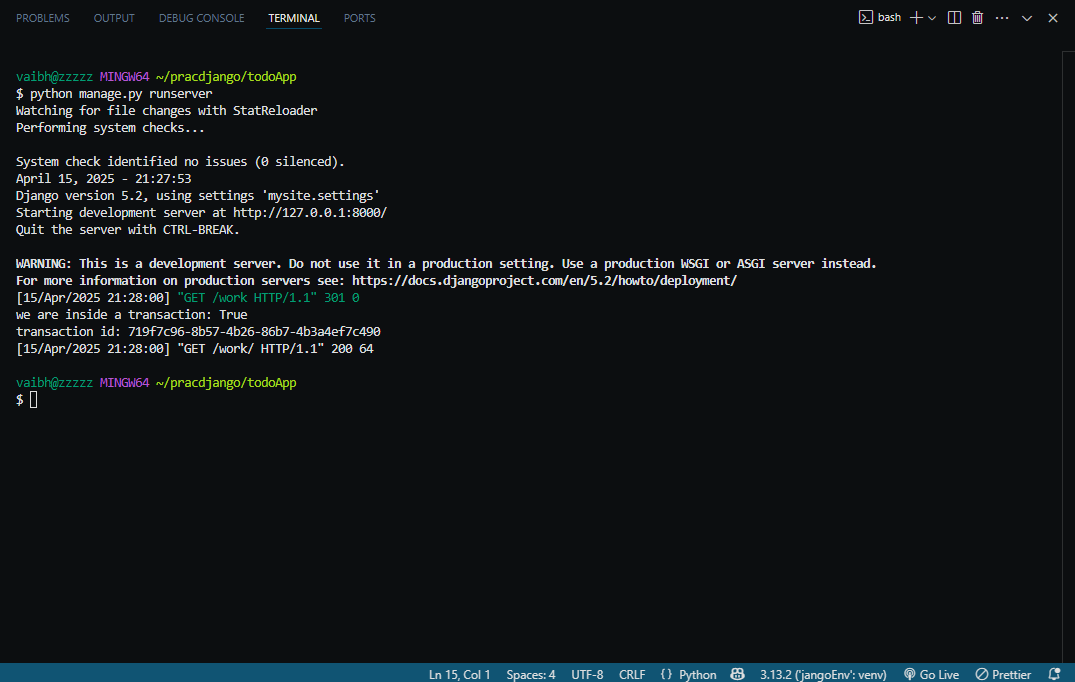 PROBLEMS OUTPUT DEBUG CONSOLE TERMINAL PORTS bash
vaibh@zzzzz MINGW64 ~/pracdjango/todoApp
$ python manage.py runserver
Watching for file changes with StatReloader
Performing system checks...
System check identified no issues (0 silenced).
April 15, 2025 - 21:27:53
Django version 5.2, using settings 'mysite.settings'
Starting development server at http://127.0.0.1:8000/
Quit the server with CTRL-BREAK.
WARNING: This is a development server. Do not use it in a production setting. Use a production WSGI or ASGI server instead.
For more information on production servers see: https://docs.djangoproject.com/en/5.2/howto/deployment/
[15/Apr/2025 21:28:00] "GET /work HTTP/1.1" 301 0
we are inside a transaction: True
transaction id: 719f7c96-8b57-4b26-86b7-4b3a4ef7c490
[15/Apr/2025 21:28:00] "GET /work/ HTTP/1.1" 200 64
vaibh@zzzzz MINGW64 ~/pracdjango/todoApp
$
Ln 15, Col 1 Spaces: 4 UTF-8 CRLF {} Python 3.13.2 ('jangoEnv': venv) Go Live Prettier